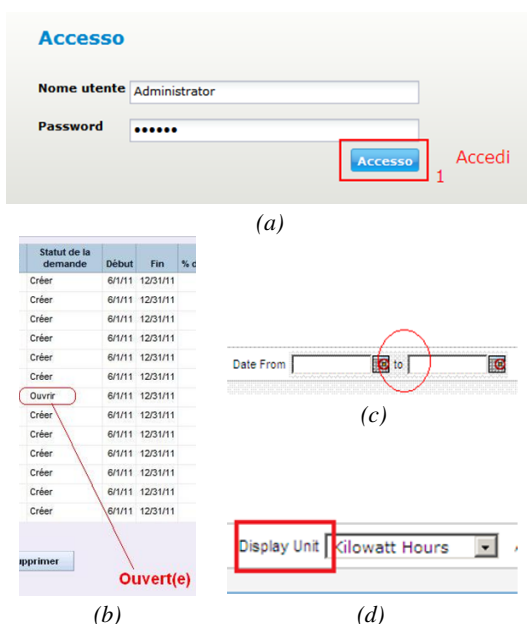 Accesso
Nome utente Administrator
Password ••••••
Accesso
1 Accedi
(a)
Statut de la demande Début Fin %
Créer 6/1/11 12/31/11
Créer 6/1/11 12/31/11
Créer 6/1/11 12/31/11
Créer 6/1/11 12/31/11
Créer 6/1/11 12/31/11
Créer 6/1/11 12/31/11
Ouvrir 6/1/11 12/31/11
Créer 6/1/11 12/31/11
Créer 6/1/11 12/31/11
Créer 6/1/11 12/31/11
Créer 6/1/11 12/31/11
Créer 6/1/11 12/31/11
Créer 6/1/11 12/31/11
pprimer
Ouvert(e)
(b)
Date From to
(c)
Display Unit Kilowatt Hours
(d)